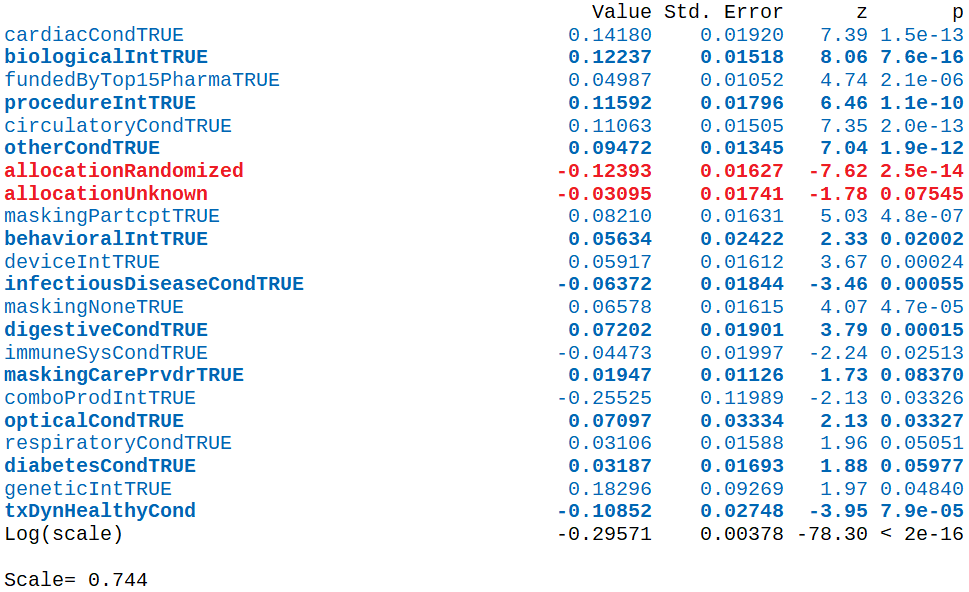 Value Std. Error z p
cardiacCondTRUE 0.14180 0.01920 7.39 1.5e-13
biologicalIntTRUE 0.12237 0.01518 8.06 7.6e-16
fundedByTop15PharmaTRUE 0.04987 0.01052 4.74 2.1e-06
procedureIntTRUE 0.11592 0.01796 6.46 1.1e-10
circulatoryCondTRUE 0.11063 0.01505 7.35 2.0e-13
otherCondTRUE 0.09472 0.01345 7.04 1.9e-12
allocationRandomized -0.12393 0.01627 -7.62 2.5e-14
allocationUnknown -0.03095 0.01741 -1.78 0.07545
maskingPartcptTRUE 0.08210 0.01631 5.03 4.8e-07
behavioralIntTRUE 0.05634 0.02422 2.33 0.02002
deviceIntTRUE 0.05917 0.01612 3.67 0.00024
infectiousDiseaseCondTRUE -0.06372 0.01844 -3.46 0.00055
maskingNoneTRUE 0.06578 0.01615 4.07 4.7e-05
digestiveCondTRUE 0.07202 0.01901 3.79 0.00015
immuneSysCondTRUE -0.04473 0.01997 -2.24 0.02513
maskingCarePrvdrTRUE 0.01947 0.01126 1.73 0.08370
comboProdIntTRUE -0.25525 0.11989 -2.13 0.03326
opticalCondTRUE 0.07097 0.03334 2.13 0.03327
respiratoryCondTRUE 0.03106 0.01588 1.96 0.05051
diabetesCondTRUE 0.03187 0.01693 1.88 0.05977
geneticIntTRUE 0.18296 0.09269 1.97 0.04840
txDynHealthyCond -0.10852 0.02748 -3.95 7.9e-05
Log(scale) -0.29571 0.00378 -78.30 < 2e-16
Scale= 0.744